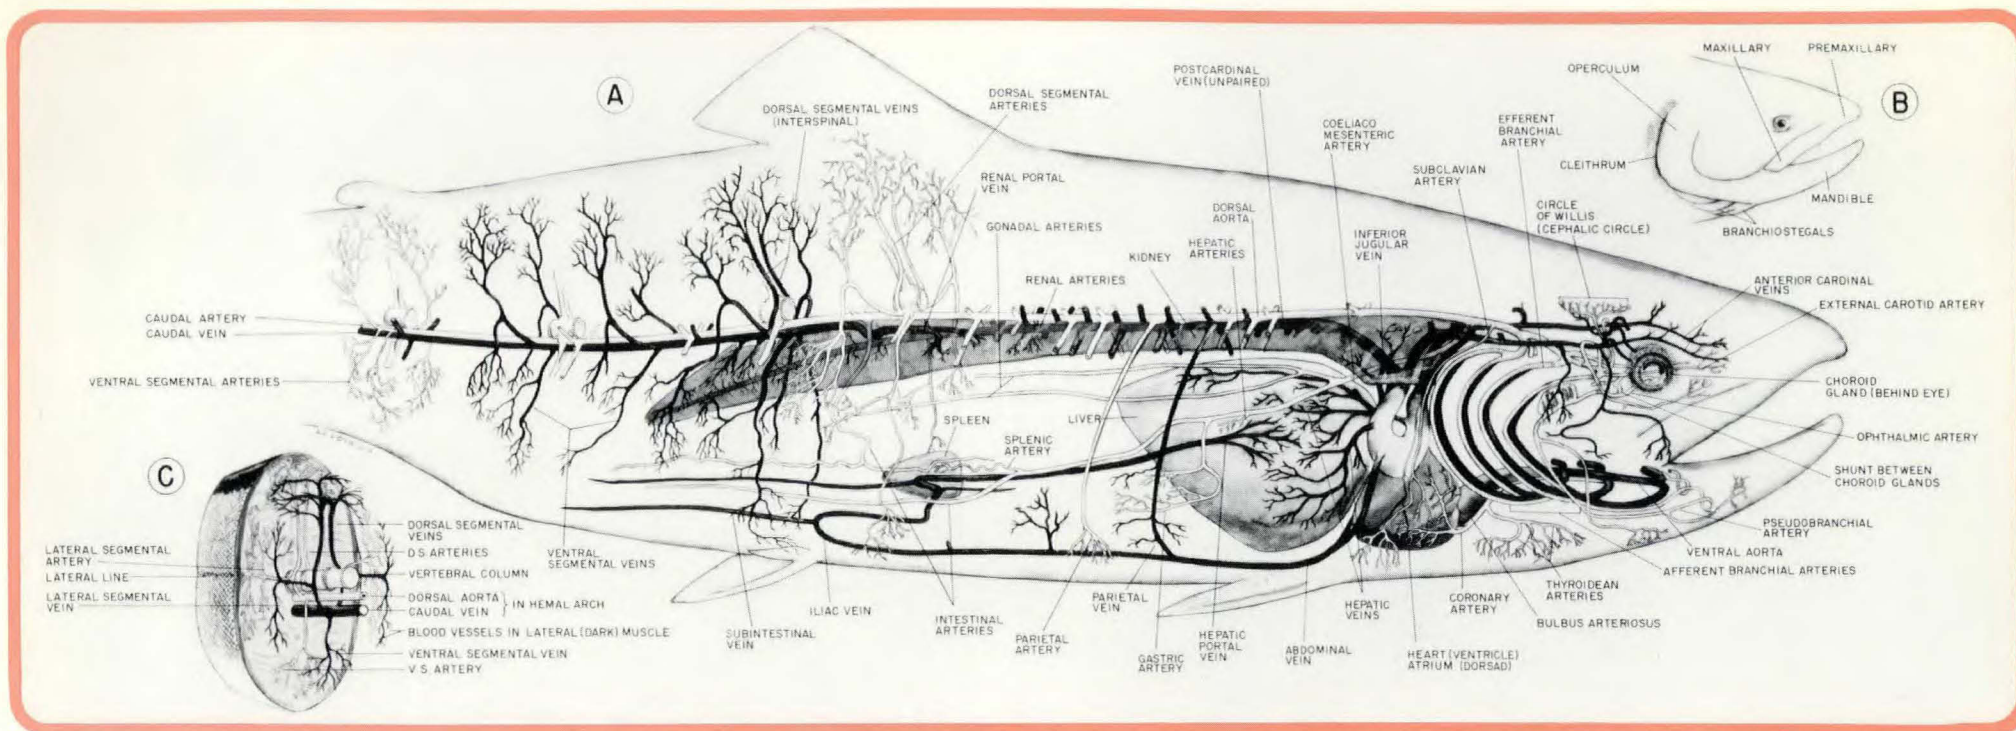 A
DORSAL SEGMENTAL VEINS
(INTERSPINAL)
DORSAL SEGMENTAL
ARTERIES
POSTCARDINAL
VEIN (UNPAIRED)
RENAL PORTAL
VEIN
GONADAL ARTERIES
DORSAL
AORTA
HEPATIC
ARTERIES
KIDNEY
RENAL ARTERIES
COELIACO
MESENTERIC
ARTERY
INFERIOR
JUGULAR
VEIN
SUBCLAVIAN
ARTERY
EFFERENT
BRANCHIAL
ARTERY
CIRCLE
OF WILLIS
(CEPHALIC CIRCLE)
ANTERIOR CARDINAL
VEINS
EXTERNAL CAROTID ARTERY
CHOROID
GLAND (BEHIND EYE)
OPHTHALMIC ARTERY
SHUNT BETWEEN
CHOROID GLANDS
PSEUDOBRANCHIAL
ARTERY
VENTRAL AORTA
AFFERENT BRANCHIAL ARTERIES
THYROIDEAN
ARTERIES
BULBUS ARTERIOSUS
CORONARY
ARTERY
HEART (VENTRICLE)
ATRIUM (DORSAD)
HEPATIC
VEINS
ABDOMINAL
VEIN
HEPATIC
PORTAL
VEIN
GASTRIC
ARTERY
PARIETAL
VEIN
PARIETAL
ARTERY
INTESTINAL
ARTERIES
ILIAC VEIN
SUBINTESTINAL
VEIN
VENTRAL
SEGMENTAL VEINS
SPLEEN
SPLENIC
ARTERY
LIVER
CAUDAL ARTERY
CAUDAL VEIN
VENTRAL SEGMENTAL ARTERIES
B
MAXILLARY
PREMAXILLARY
OPERCULUM
CLEITHRUM
MANDIBLE
BRANCHIOSTEGALS
C
DORSAL SEGMENTAL
VEINS
D.S. ARTERIES
VERTEBRAL COLUMN
DORSAL AORTA
CAUDAL VEIN
} IN HEMAL ARCH
BLOOD VESSELS IN LATERAL (DARK) MUSCLE
VENTRAL SEGMENTAL VEIN
V.S. ARTERY
LATERAL SEGMENTAL
ARTERY
LATERAL LINE
LATERAL SEGMENTAL
VEIN